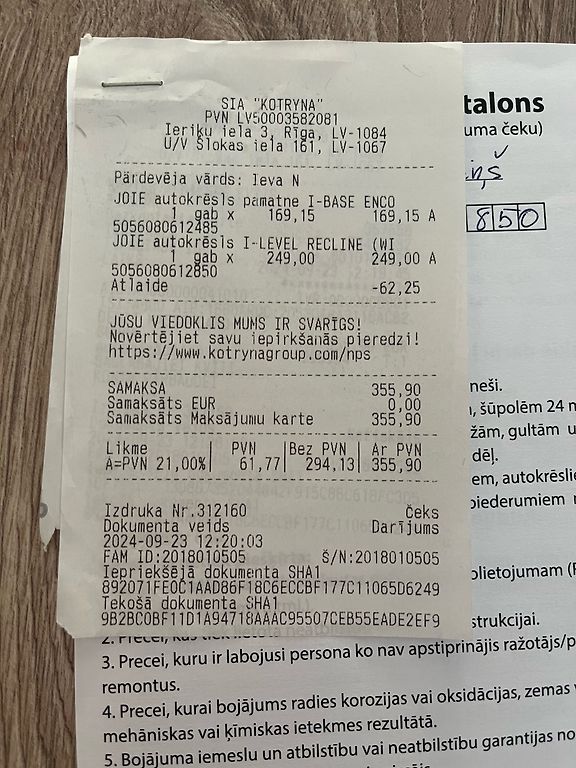 SIA "KOTRYNA"
PVN LV50003582081
Ieriķu iela 3, Rīga, LV-1084
U/V Slokas iela 161, LV-1067
Pārdevēja vārds: Ieva N
JOIE autokrēsls pamatne I-BASE ENCO
1 gab x 169,15 169,15 A
5056080612485
JOIE autokrēsls I-LEVEL RECLINE (WI
1 gab x 249,00 249,00 A
5056080612850
Atlaide -62,25
JŪSU VIEDOKLIS MUMS IR SVARĪGS!
Novērtējiet savu iepirkšanās pieredzi!
https://www.kotrynagroup.com/nps
SAMAKSA 355,90
Samaksāts EUR 0,00
Samaksāts Maksājumu karte 355,90
Likme | PVN |Bez PVN | Ar PVN
A=PVN 21,00%| 61,77| 294,13| 355,90
Izdruka Nr.312160 Čeks
Dokumenta veids Darījums
2024-09-23 12:20:03
FAM ID:2018010505 Š/N:2018010505
Iepriekšējā dokumenta SHA1
892071FE0C1AAD86F18C6ECCBF177C11065D6249
Tekošā dokumenta SHA1
9B2BC0BF11D1A94718AAAC95507CEB55EADE2EF9
talons
uma čeku)
iņš
850
neši.
, šūpolēm 24 m
žām, gultām u
dēļ.
em, autokrēslie
piederumiem
olietojumam (F
strukcijai.
2. Precei, kas tiek lietota
3. Precei, kuru ir labojusi persona ko nav apstiprinājis ražotājs/p
remontus.
4. Precei, kurai bojājums radies korozijas vai oksidācijas, zemas v
mehāniskas vai ķīmiskas ietekmes rezultātā.
5. Bojājuma iemeslu un atbilstību vai neatbilstību garantijas no